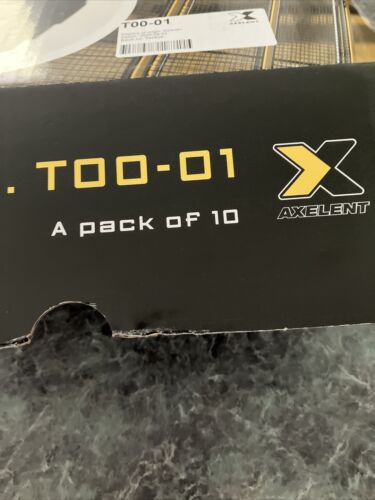 T00-01
AXELENT
. T00-01
A pack of 10
AXELENT